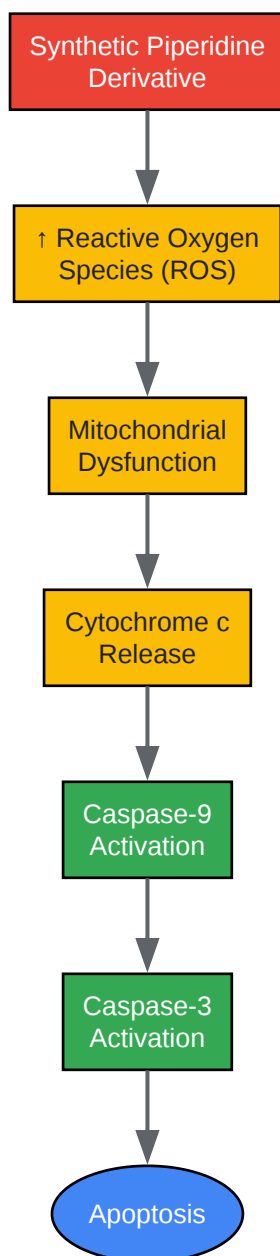 Synthetic Piperidine
Derivative
↑ Reactive Oxygen
Species (ROS)
Mitochondrial
Dysfunction
Cytochrome c
Release
Caspase-9
Activation
Caspase-3
Activation
Apoptosis